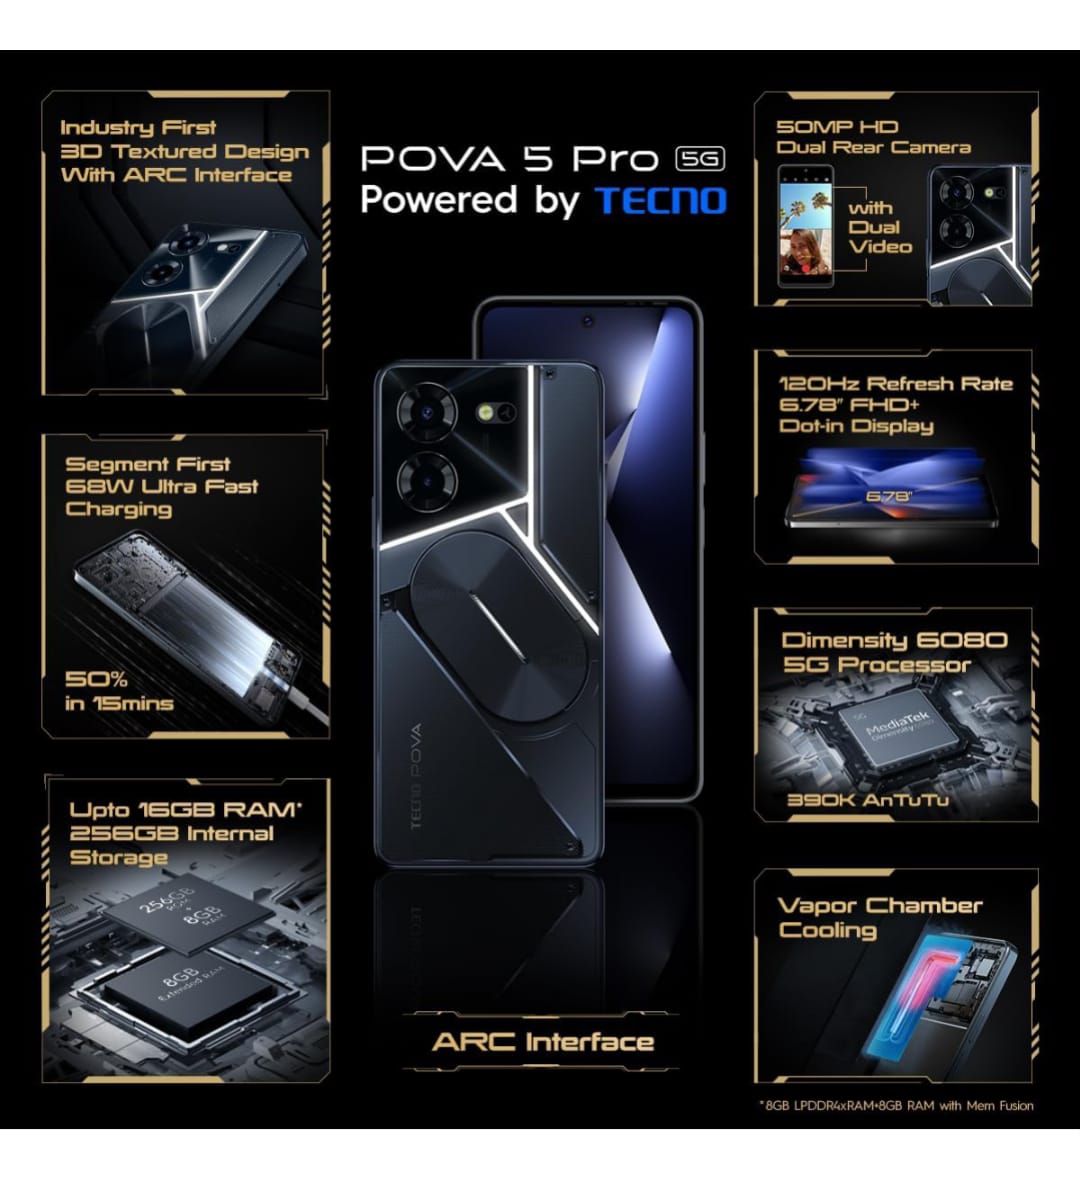 Industry First
3D Textured Design
With ARC Interface
POVA 5 Pro 5G
Powered by TECNO
50MP HD
Dual Rear Camera
with
Dual
Video
Segment First
68W Ultra Fast
Charging
50%
in 15mins
120Hz Refresh Rate
6.78" FHD+
Dot-in Display
6.78"
Dimensity 6080
5G Processor
5G
MediaTek
Dimensity
390K AnTuTu
TECNO POVA
Upto 16GB RAM*
256GB Internal
Storage
256GB
ROM
+
8GB
RAM
8GB
Extended RAM
Vapor Chamber
Cooling
ARC Interface
*8GB LPDDR4xRAM+8GB RAM with Mem Fusion